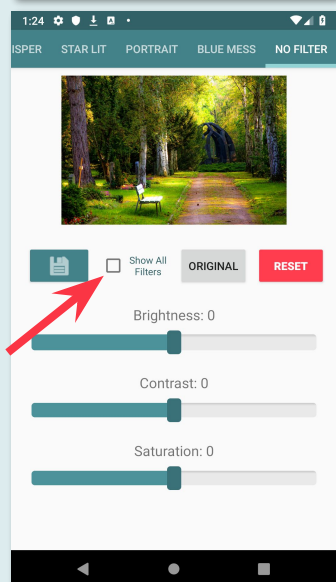 1:24
ISPER STAR LIT PORTRAIT BLUE MESS NO FILTER
Show All
Filters
ORIGINAL
RESET
Brightness: 0
Contrast: 0
Saturation: 0